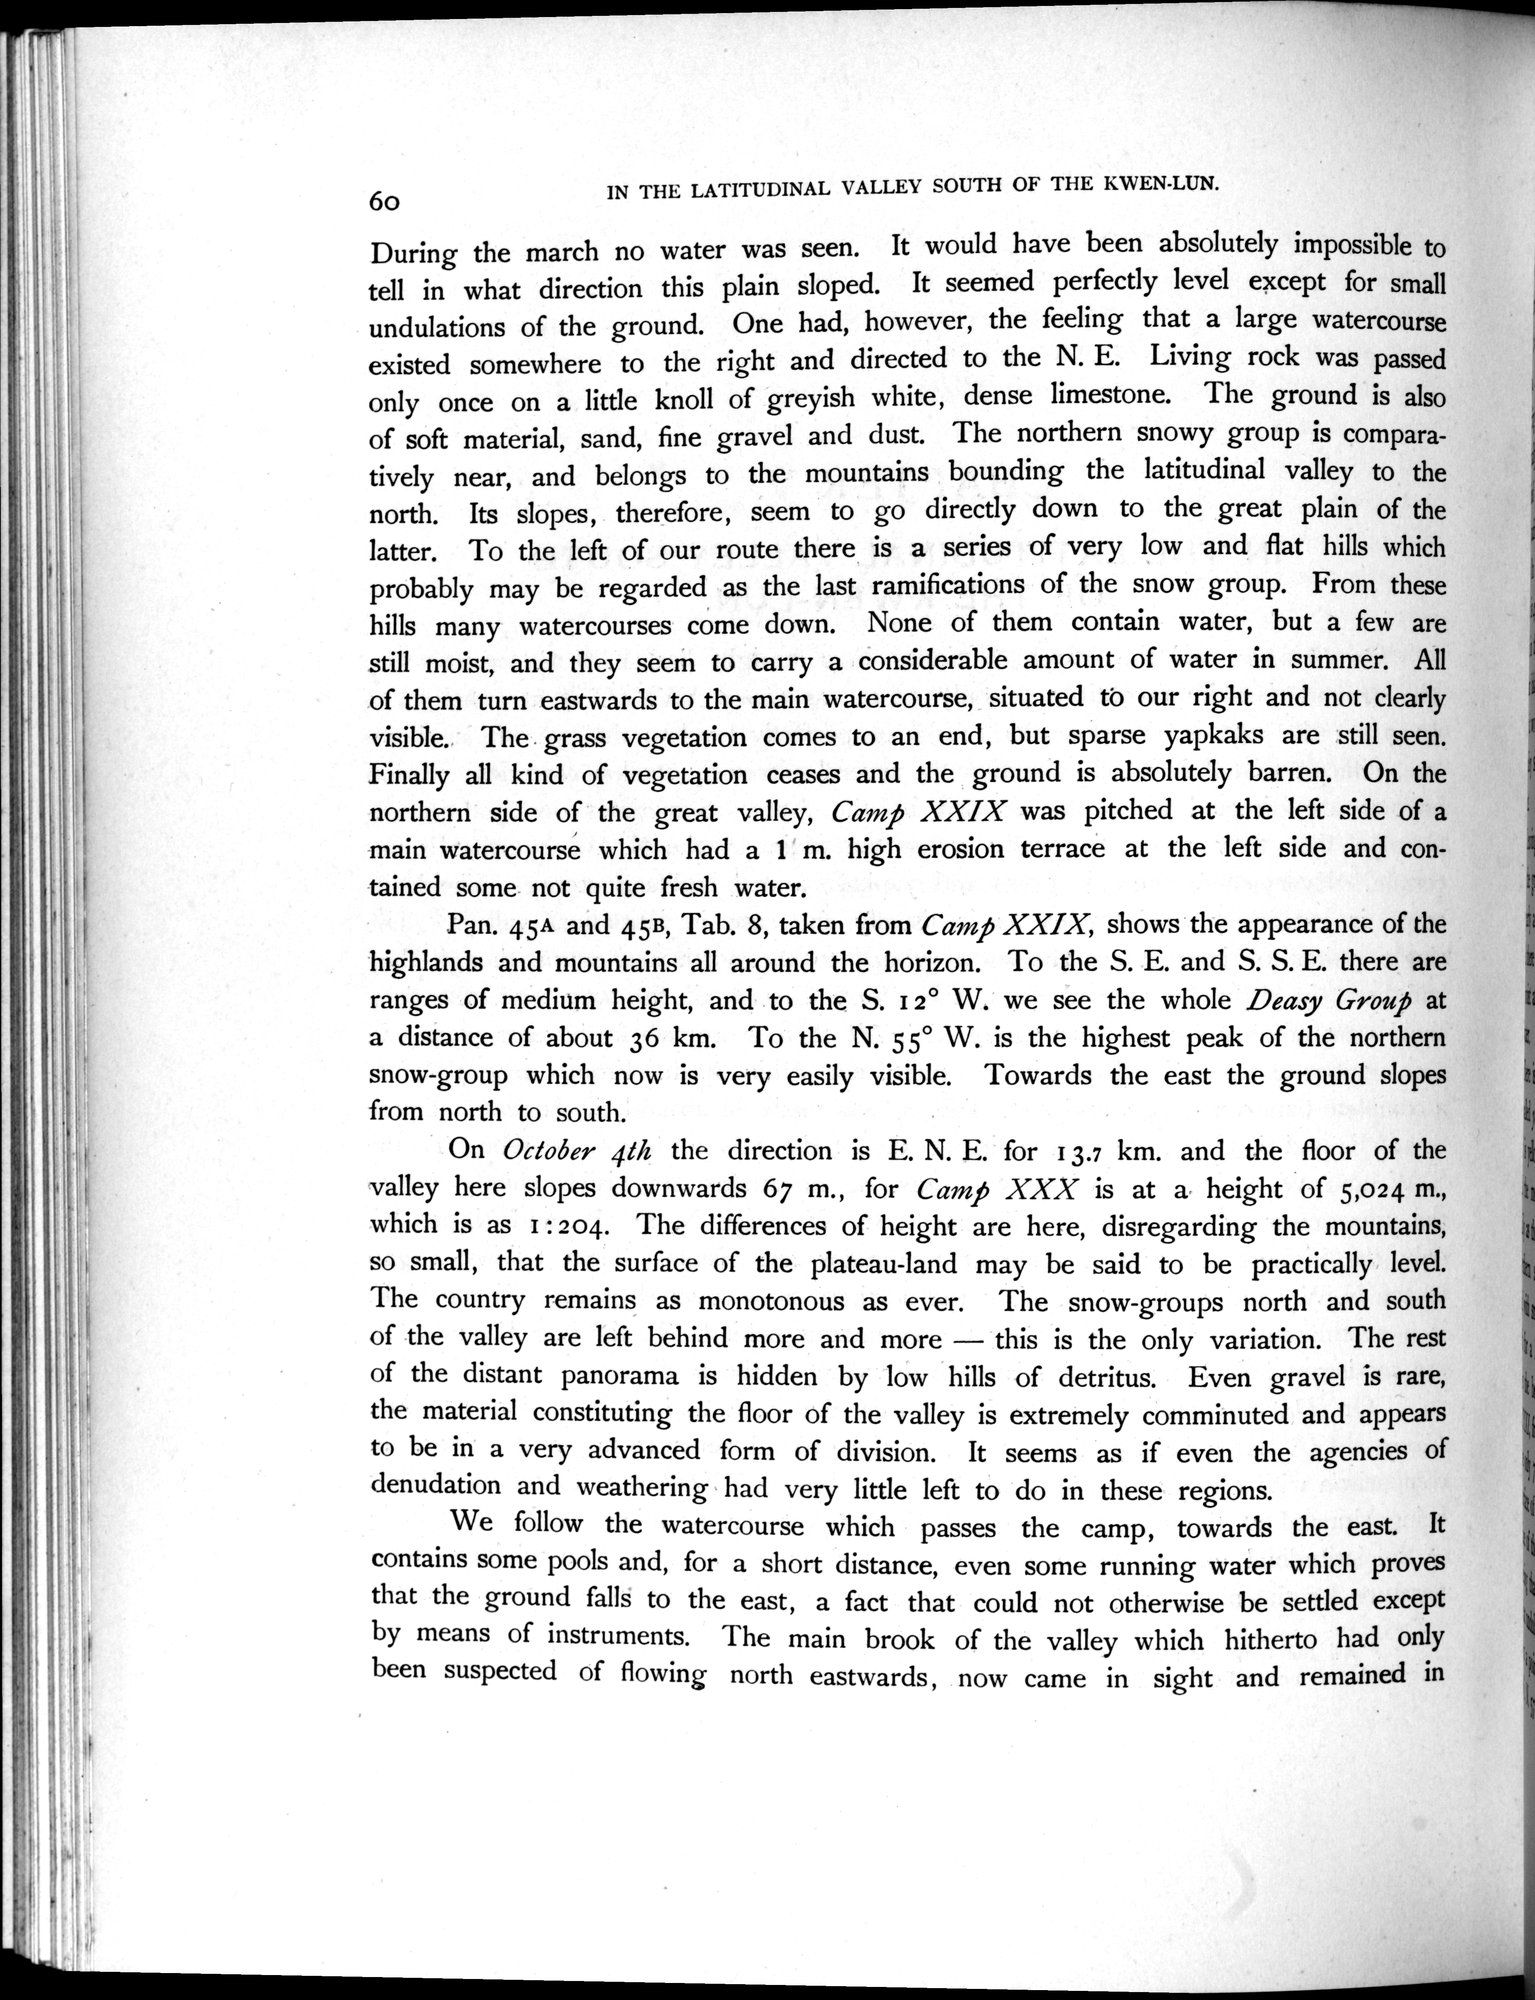 60
IN THE LATITUDINAL VALLEY SOUTH OF THE KWEN-LUN.
During the march no water was seen. It would have been absolutely impossible to
tell in what direction this plain sloped. It seemed perfectly level except for small
undulations of the ground. One had, however, the feeling that a large watercourse
existed somewhere to the right and directed to the N. E. Living rock was passed
only once on a little knoll of greyish white, dense limestone. The ground is also
of soft material, sand, fine gravel and dust. The northern snowy group is compara-
tively near, and belongs to the mountains bounding the latitudinal valley to the
north. Its slopes, therefore, seem to go directly down to the great plain of the
latter. To the left of our route there is a series of very low and flat hills which
probably may be regarded as the last ramifications of the snow group. From these
hills many watercourses come down. None of them contain water, but a few are
still moist, and they seem to carry a considerable amount of water in summer. All
of them turn eastwards to the main watercourse, situated to our right and not clearly
visible. The grass vegetation comes to an end, but sparse yapkaks are still seen.
Finally all kind of vegetation ceases and the ground is absolutely barren. On the
northern side of the great valley, Camp XXIX was pitched at the left side of a
main watercourse which had a 1 m. high erosion terrace at the left side and con-
tained some not quite fresh water.
Pan. 45A and 45B, Tab. 8, taken from Camp XXIX, shows the appearance of the
highlands and mountains all around the horizon. To the S. E. and S. S. E. there are
ranges of medium height, and to the S. 12° W. we see the whole Deasy Group at
a distance of about 36 km. To the N. 55° W. is the highest peak of the northern
snow-group which now is very easily visible. Towards the east the ground slopes
from north to south.
On October 4th the direction is E. N. E. for 13.7 km. and the floor of the
valley here slopes downwards 67 m., for Camp XXX is at a height of 5,024 m.,
which is as 1:204. The differences of height are here, disregarding the mountains,
so small, that the surface of the plateau-land may be said to be practically level.
The country remains as monotonous as ever. The snow-groups north and south
of the valley are left behind more and more — this is the only variation. The rest
of the distant panorama is hidden by low hills of detritus. Even gravel is rare,
the material constituting the floor of the valley is extremely comminuted and appears
to be in a very advanced form of division. It seems as if even the agencies of
denudation and weathering had very little left to do in these regions.
We follow the watercourse which passes the camp, towards the east. It
contains some pools and, for a short distance, even some running water which proves
that the ground falls to the east, a fact that could not otherwise be settled except
by means of instruments. The main brook of the valley which hitherto had only
been suspected of flowing north eastwards, now came in sight and remained in